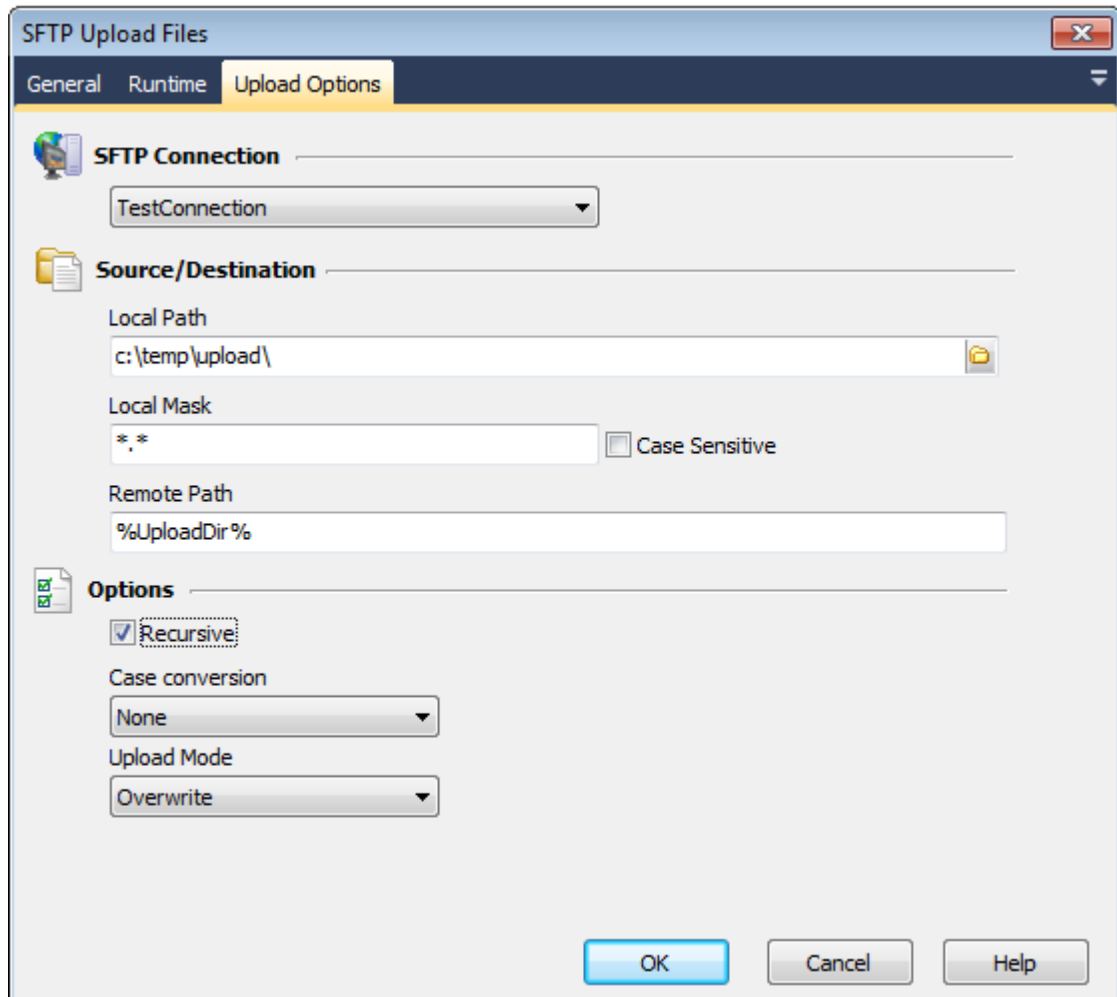 SFTP Upload Files
General Runtime Upload Options
SFTP Connection
TestConnection
Source/Destination
Local Path
c:\temp\upload\
Local Mask
*.* Case Sensitive
Remote Path
%UploadDir%
Options
Recursive
Case conversion
None
Upload Mode
Overwrite
OK Cancel Help